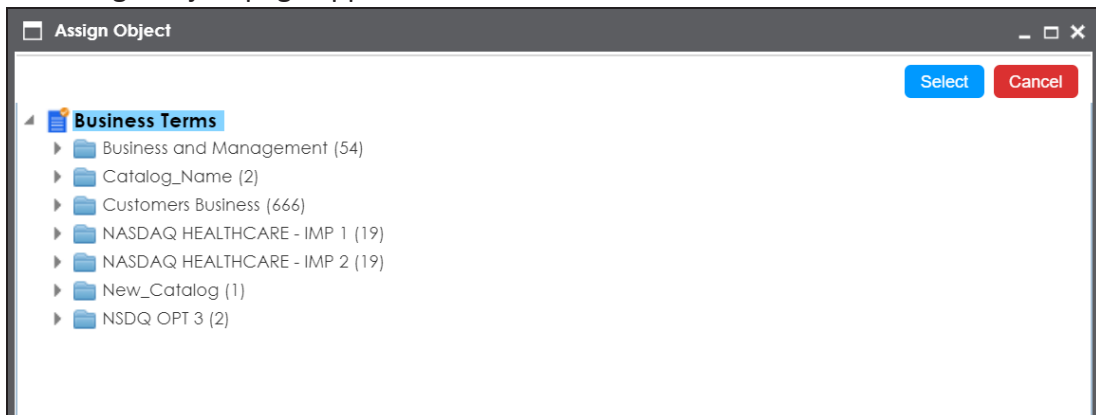 Assign Object
Select Cancel
Business Terms
Business and Management (54)
Catalog_Name (2)
Customers Business (666)
NASDAQ HEALTHCARE - IMP 1 (19)
NASDAQ HEALTHCARE - IMP 2 (19)
New_Catalog (1)
NSDQ OPT 3 (2)